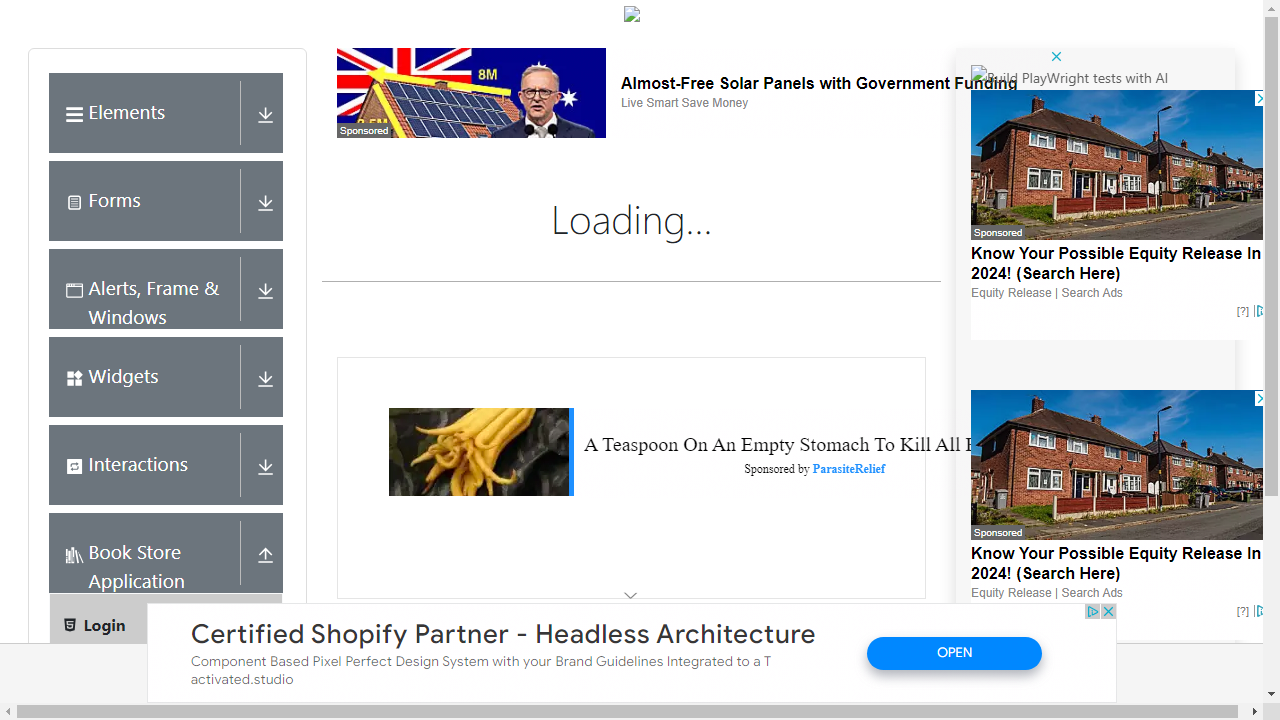 Elements
Forms
Alerts, Frame &
Windows
Widgets
Interactions
Book Store
Application
Login
8M
Sponsored
Almost-Free Solar Panels with Government Funding
Live Smart Save Money
Loading...
A Teaspoon On An Empty Stomach To Kill All
Sponsored by ParasiteRelief
Build PlayWright tests with AI
Sponsored
Know Your Possible Equity Release In
2024! (Search Here)
Equity Release | Search Ads
[?]
Sponsored
Know Your Possible Equity Release In
2024! (Search Here)
Equity Release | Search Ads
[?]
Certified Shopify Partner - Headless Architecture
Component Based Pixel Perfect Design System with your Brand Guidelines Integrated to a T
activated.studio
OPEN